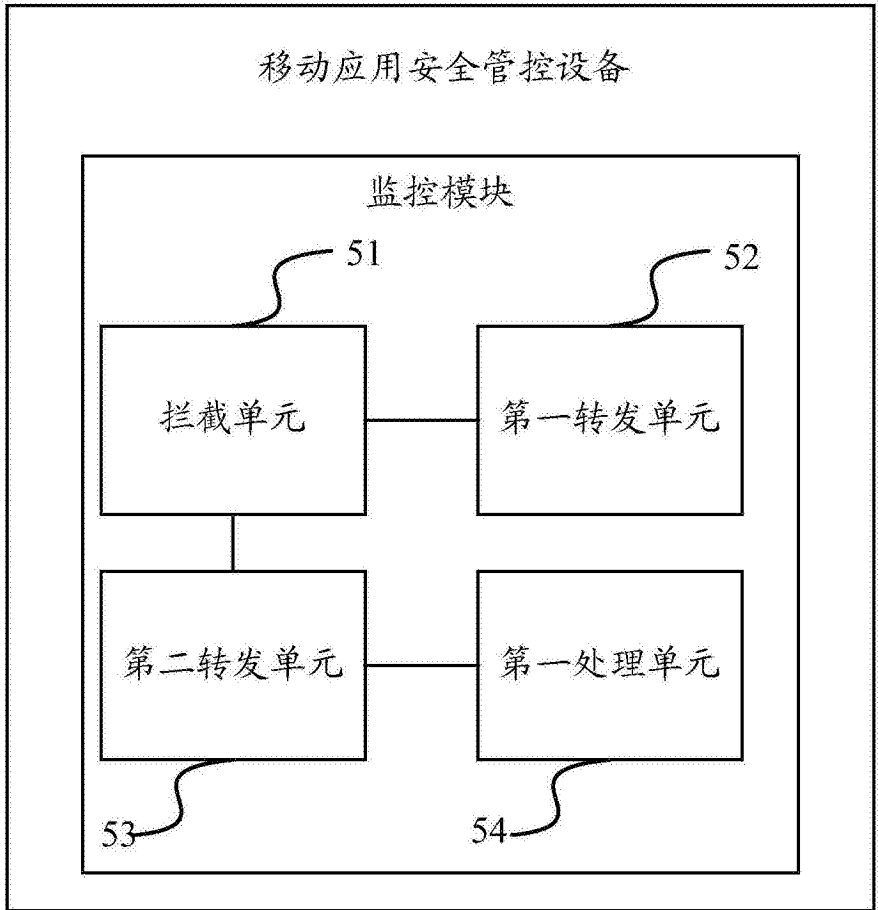 移动应用安全管控设备
监控模块
51
52
拦截单元
第一转发单元
第二转发单元
第一处理单元
53
54